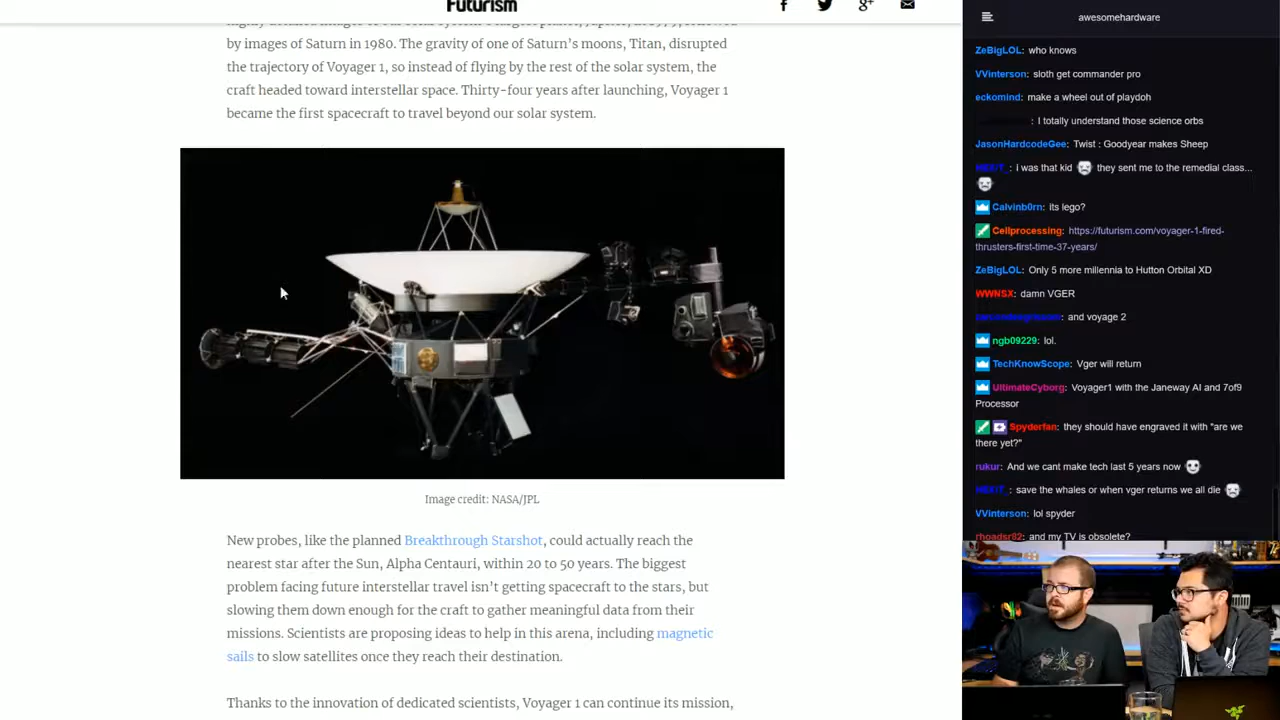 Futurism
by images of Saturn in 1980. The gravity of one of Saturn's moons, Titan, disrupted
the trajectory of Voyager 1, so instead of flying by the rest of the solar system, the
craft headed toward interstellar space. Thirty-four years after launching, Voyager 1
became the first spacecraft to travel beyond our solar system.
Image credit: NASA/JPL
New probes, like the planned Breakthrough Starshot, could actually reach the
nearest star after the Sun, Alpha Centauri, within 20 to 50 years. The biggest
problem facing future interstellar travel isn't getting spacecraft to the stars, but
slowing them down enough for the craft to gather meaningful data from their
missions. Scientists are proposing ideas to help in this arena, including magnetic
sails to slow satellites once they reach their destination.
Thanks to the innovation of dedicated scientists, Voyager 1 can continue its mission,
awesomehardware
ZeBigLOL: who knows
VVinterson: sloth get commander pro
eckomind: make a wheel out of playdoh
: I totally understand those science orbs
JasonHardcodeGee: Twist : Goodyear makes Sheep
: i was that kid they sent me to the remedial class...
Calvinb0rn: its lego?
Cellprocessing: https://futurism.com/voyager-1-fired-
thrusters-first-time-37-years/
ZeBigLOL: Only 5 more millennia to Hutton Orbital XD
WWNSX: damn VGER
: and voyage 2
ngb09229: lol.
TechKnowScope: Vger will return
UltimateCyborg: Voyager1 with the Janeway AI and 7of9
Processor
Spyderfan: they should have engraved it with "are we
there yet?"
rukur: And we cant make tech last 5 years now
: save the whales or when vger returns we all die
VVinterson: lol spyder
rhoadsr82: and my TV is obsolete?